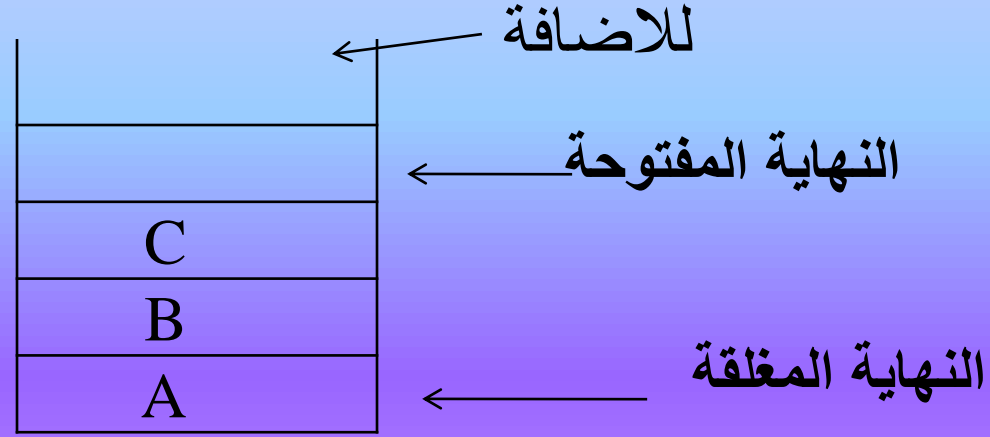 للاضافة
النهاية المفتوحة
C
B
النهاية المغلقة
A